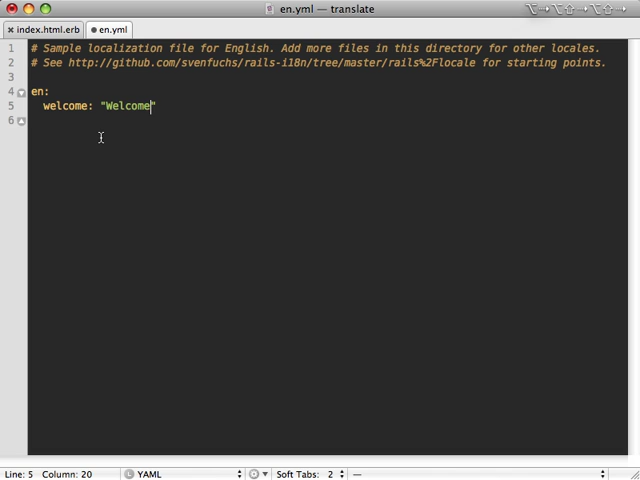 en.yml — translate
index.html.erb
en.yml
1 # Sample localization file for English. Add more files in this directory for other locales.
2 # See http://github.com/svenfuchs/rails-i18n/tree/master/rails%2Flocale for starting points.
3
4 en:
5 welcome: "Welcome"
6
Line: 5 Column: 20 L YAML Soft Tabs: 2 —